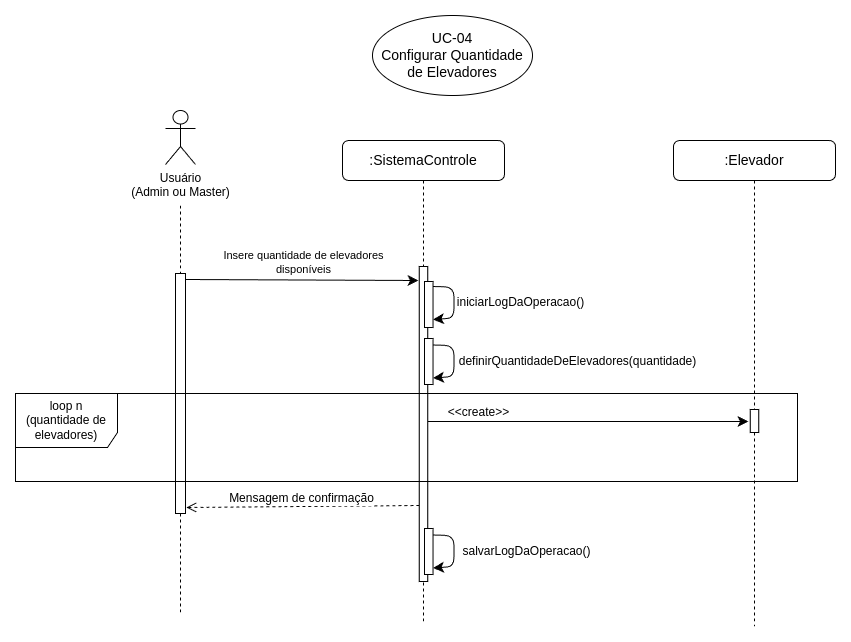 UC-04
Configurar Quantidade
de Elevadores
:SistemaControle
:Elevador
Usuário
(Admin ou Master)
Insere quantidade de elevadores
disponíveis
iniciarLogDaOperacao()
definirQuantidadeDeElevadores(quantidade)
loop n
(quantidade de
elevadores)
<<create>>
Mensagem de confirmação
salvarLogDaOperacao()